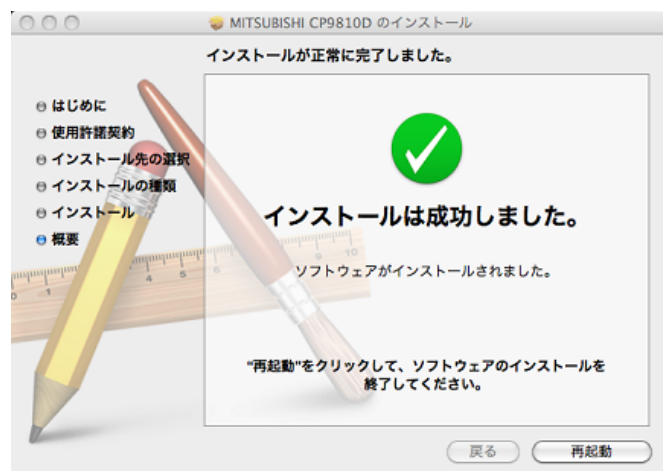 MITSUBISHI CP9810D のインストール
インストールが正常に完了しました。
はじめに
使用許諾契約
インストール先の選択
インストールの種類
インストール
概要
インストールは成功しました。
ソフトウェアがインストールされました。
"再起動"をクリックして、ソフトウェアのインストールを
終了してください。
戻る
再起動